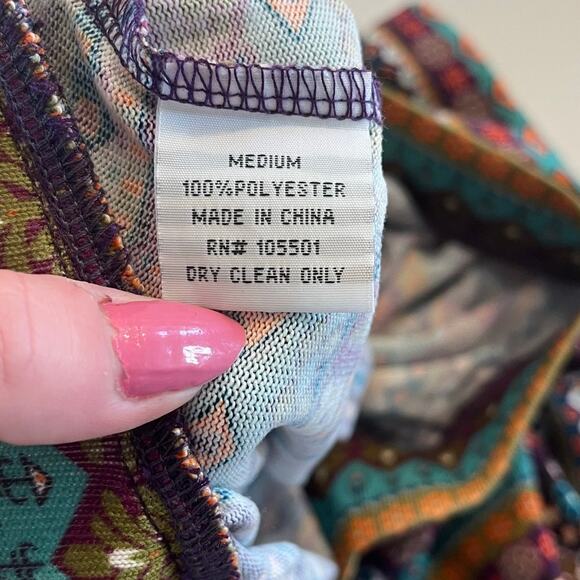 MEDIUM
100%POLYESTER
MADE IN CHINA
RN# 105501
DRY CLEAN ONLY